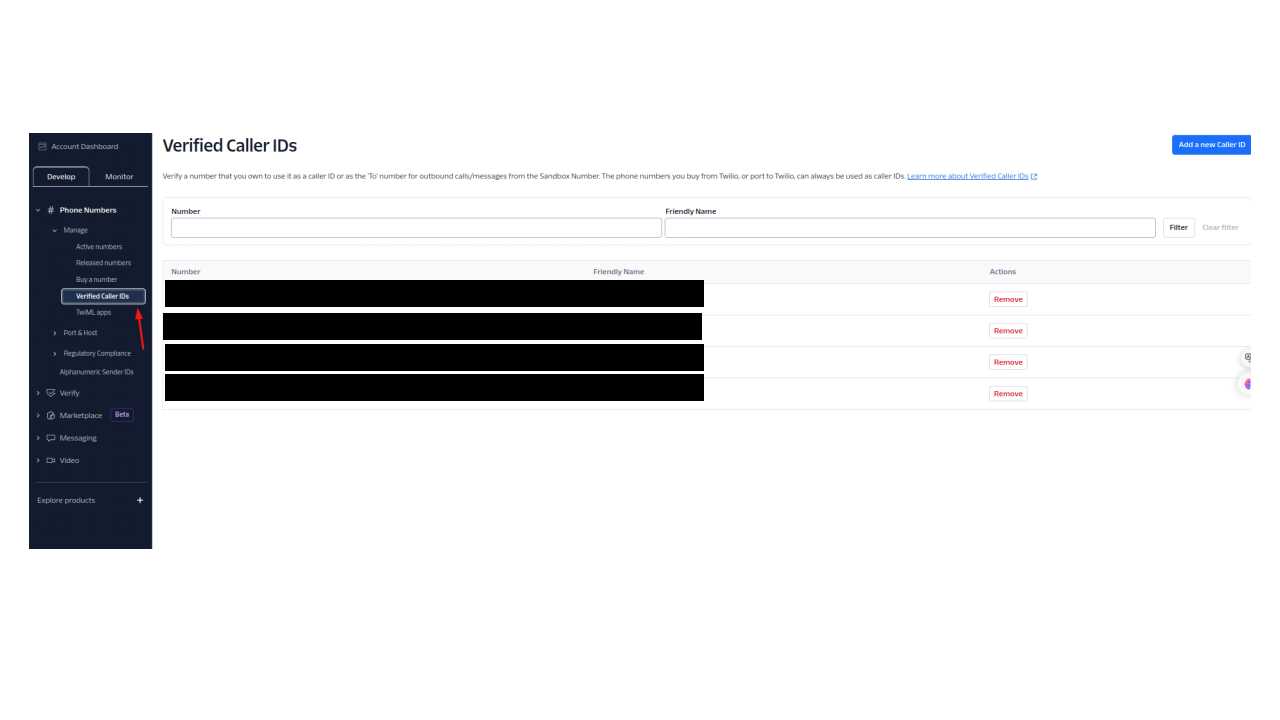 Account Dashboard
Develop Monitor
# Phone Numbers
Manage
Active numbers
Released numbers
Buy a number
Verified Caller IDs
TwiML apps
Port & Host
Regulatory Compliance
Alphanumeric Sender IDs
Verify
Marketplace Beta
Messaging
Video
Explore products +
Verified Caller IDs
Add a new Caller ID
Verify a number that you own to use it as a caller ID or as the 'To' number for outbound calls/messages from the Sandbox Number. The phone numbers you buy from Twilio, or port to Twilio, can always be used as caller IDs. Learn more about Verified Caller IDs
Number Friendly Name
Filter Clear filter
Number Friendly Name Actions
Remove
Remove
Remove
Remove